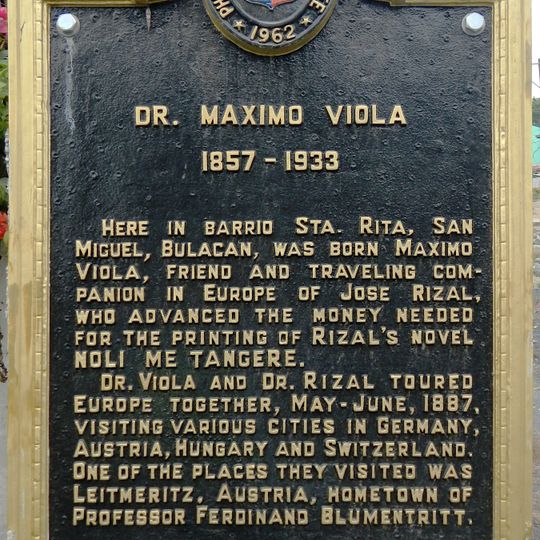 1962
DR. MAXIMO VIOLA
1857 - 1933
HERE IN BARRIO STA. RITA, SAN
MIGUEL, BULACAN, WAS BORN MAXIMO
VIOLA, FRIEND AND TRAVELING COM-
PANION IN EUROPE OF JOSE RIZAL,
WHO ADVANCED THE MONEY NEEDED
FOR THE PRINTING OF RIZAL'S NOVEL
NOLI ME TANGERE.
DR. VIOLA AND DR. RIZAL TOURED
EUROPE TOGETHER, MAY-JUNE, 1887,
VISITING VARIOUS CITIES IN GERMANY,
AUSTRIA, HUNGARY AND SWITZERLAND.
ONE OF THE PLACES THEY VISITED WAS
LEITMERITZ, AUSTRIA, HOMETOWN OF
PROFESSOR FERDINAND BLUMENTRITT.